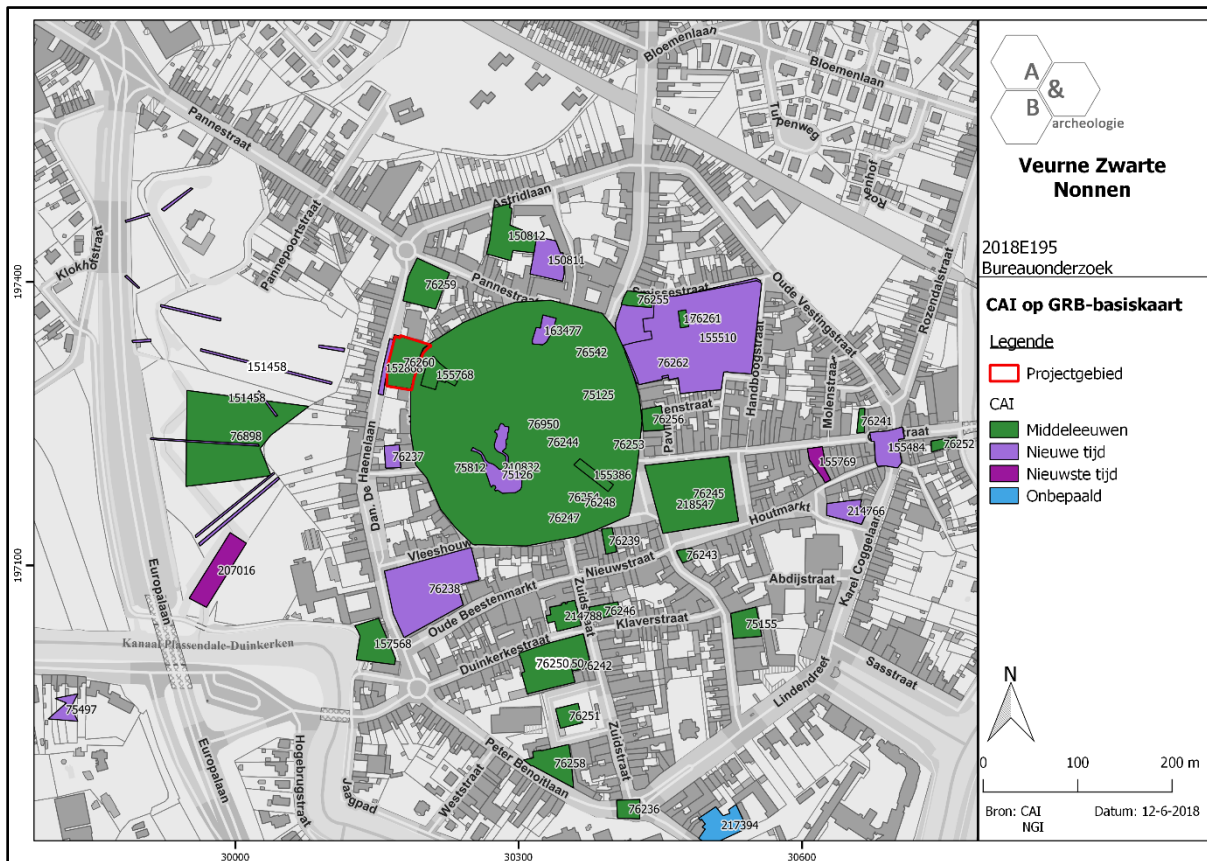 Bloemenlaan
Bloemenlaan
Turpenweg
Rozenhof
Pannestraat
Astridlaan
150812
150811
Klokhofstraat
Pannepoortstraat
Pannestraat
76259
76255
Oude Vestingstraat
Rozendalstraat
197400
163477
176261
155510
76542
76262
76260
155768
151458
151458
75125
Handboogstraat
Molenstraat
76256
76241
76898
76950
76244
76253
straat
155484
76252
76237
75812
210832
75126
155386
155769
Dan. De Haenelaan
76254
76248
76247
76245
218547
Houtmarkt
214766
76239
76243
Vleeshouw
Nieuwstraat
197100
207016
76238
Oude Beestenmarkt
Zuidstraat
Abdijstraat
Karel Coggelaan
Europalaan
214788
76246
Klaverstraat
75155
Kanaal Plassendale-Duinkerken
157568
Duinkerkestraat
76250
76242
Sasstraat
Lindendreef
75497
76251
Zuidstraat
Europalaan
Hogebrugstraat
Jaagpad
Weststraat
Peter Benoitlaan
76258
76236
217394
30000
30300
30600
A
&
B
archeologie
Veurne Zwarte
Nonnen
2018E195
Bureauonderzoek
CAI op GRB-basiskaart
Legende
Projectgebied
CAI
Middeleeuwen
Nieuwe tijd
Nieuwste tijd
Onbepaald
N
0 100 200 m
Bron: CAI Datum: 12-6-2018
NGI